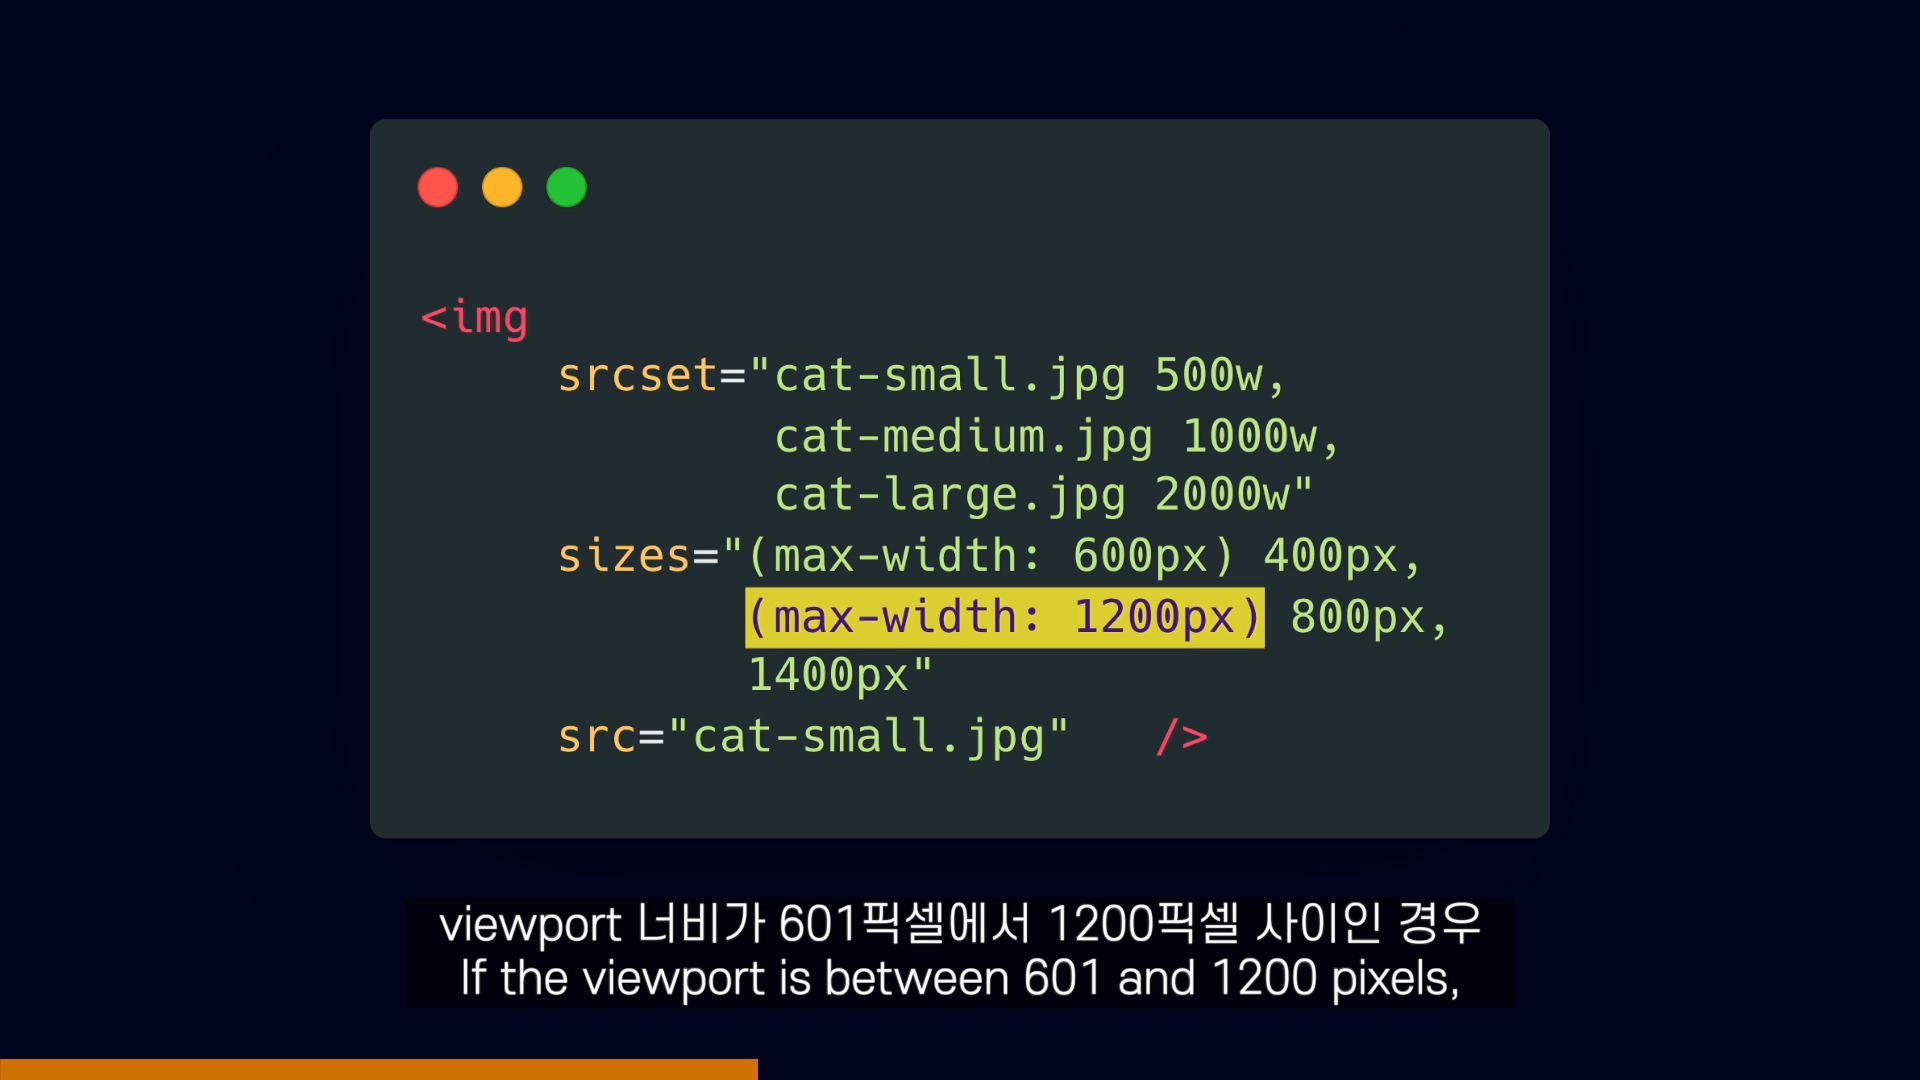 <img
srcset="cat-small.jpg 500w,
cat-medium.jpg 1000w,
cat-large.jpg 2000w"
sizes="(max-width: 600px) 400px,
(max-width: 1200px) 800px,
1400px"
src="cat-small.jpg" />
viewport 너비가 601픽셀에서 1200픽셀 사이인 경우
If the viewport is between 601 and 1200 pixels,